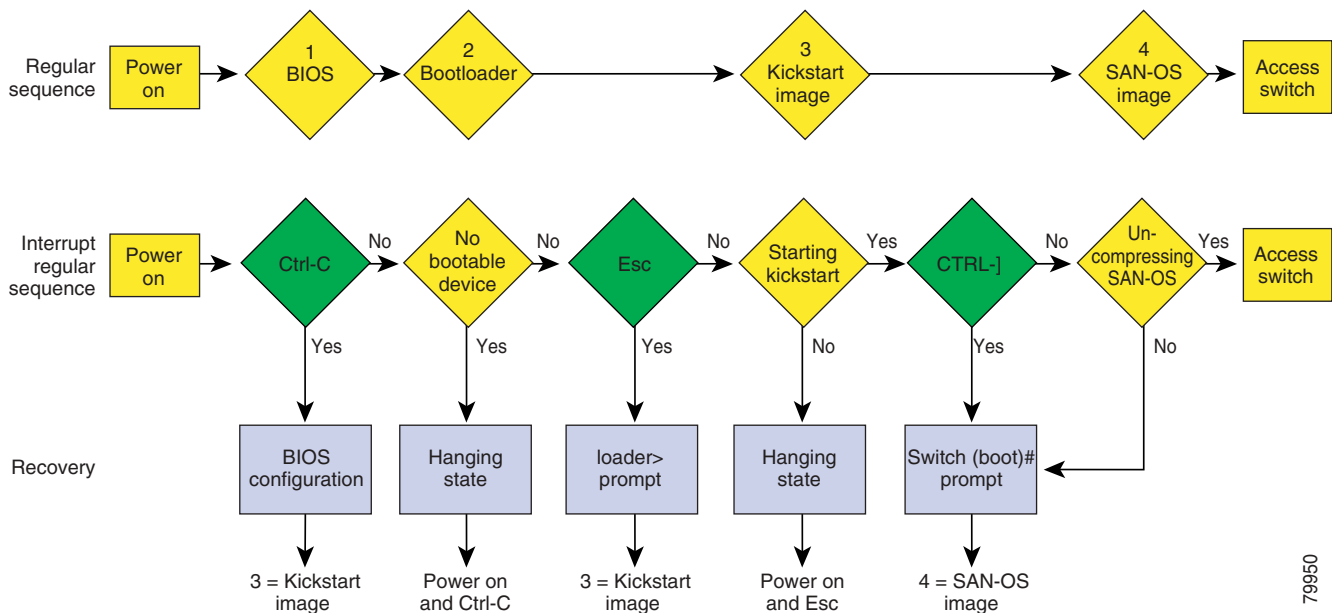 Regular
sequence
Power
on
1
BIOS
2
Bootloader
3
Kickstart
image
4
SAN-OS
image
Access
switch
Interrupt
regular
sequence
Power
on
Ctrl-C
No
No
bootable
device
No
Esc
No
Starting
kickstart
Yes
CTRL-]
No
Un-
compressing
SAN-OS
Yes
Access
switch
Yes
Yes
Yes
No
Yes
No
Recovery
BIOS
configuration
Hanging
state
loader>
prompt
Hanging
state
Switch (boot)#
prompt
3 = Kickstart
image
Power on
and Ctrl-C
3 = Kickstart
image
Power on
and Esc
4 = SAN-OS
image
79950